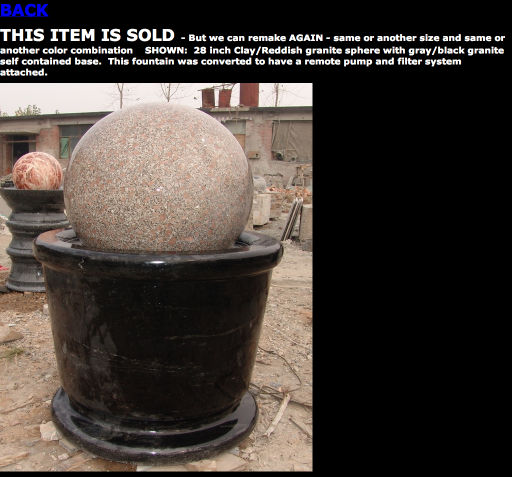 BACK
THIS ITEM IS SOLD - But we can remake AGAIN - same or another size and same or
another color combination SHOWN: 28 inch Clay/Reddish granite sphere with gray/black granite
self contained base. This fountain was converted to have a remote pump and filter system
attached.